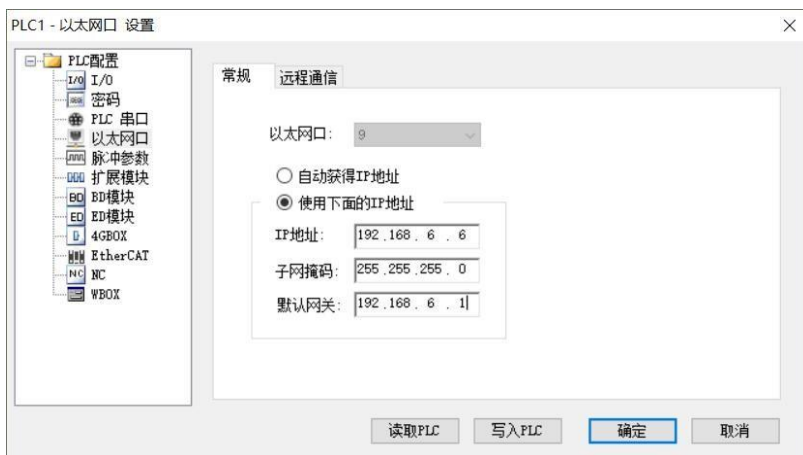 PLC1 - 以太网口 设置
PLC配置
I/O I/O
密码
PLC 串口
以太网口
脉冲参数
扩展模块
BD BD模块
ED ED模块
4GBOX
EtherCAT
NC NC
WBOX
常规
远程通信
以太网口: 9
自动获得IP地址
使用下面的IP地址
IP地址: 192 . 168 . 6 . 6
子网掩码: 255 . 255 . 255 . 0
默认网关: 192 . 168 . 6 . 1
读取PLC 写入PLC 确定 取消